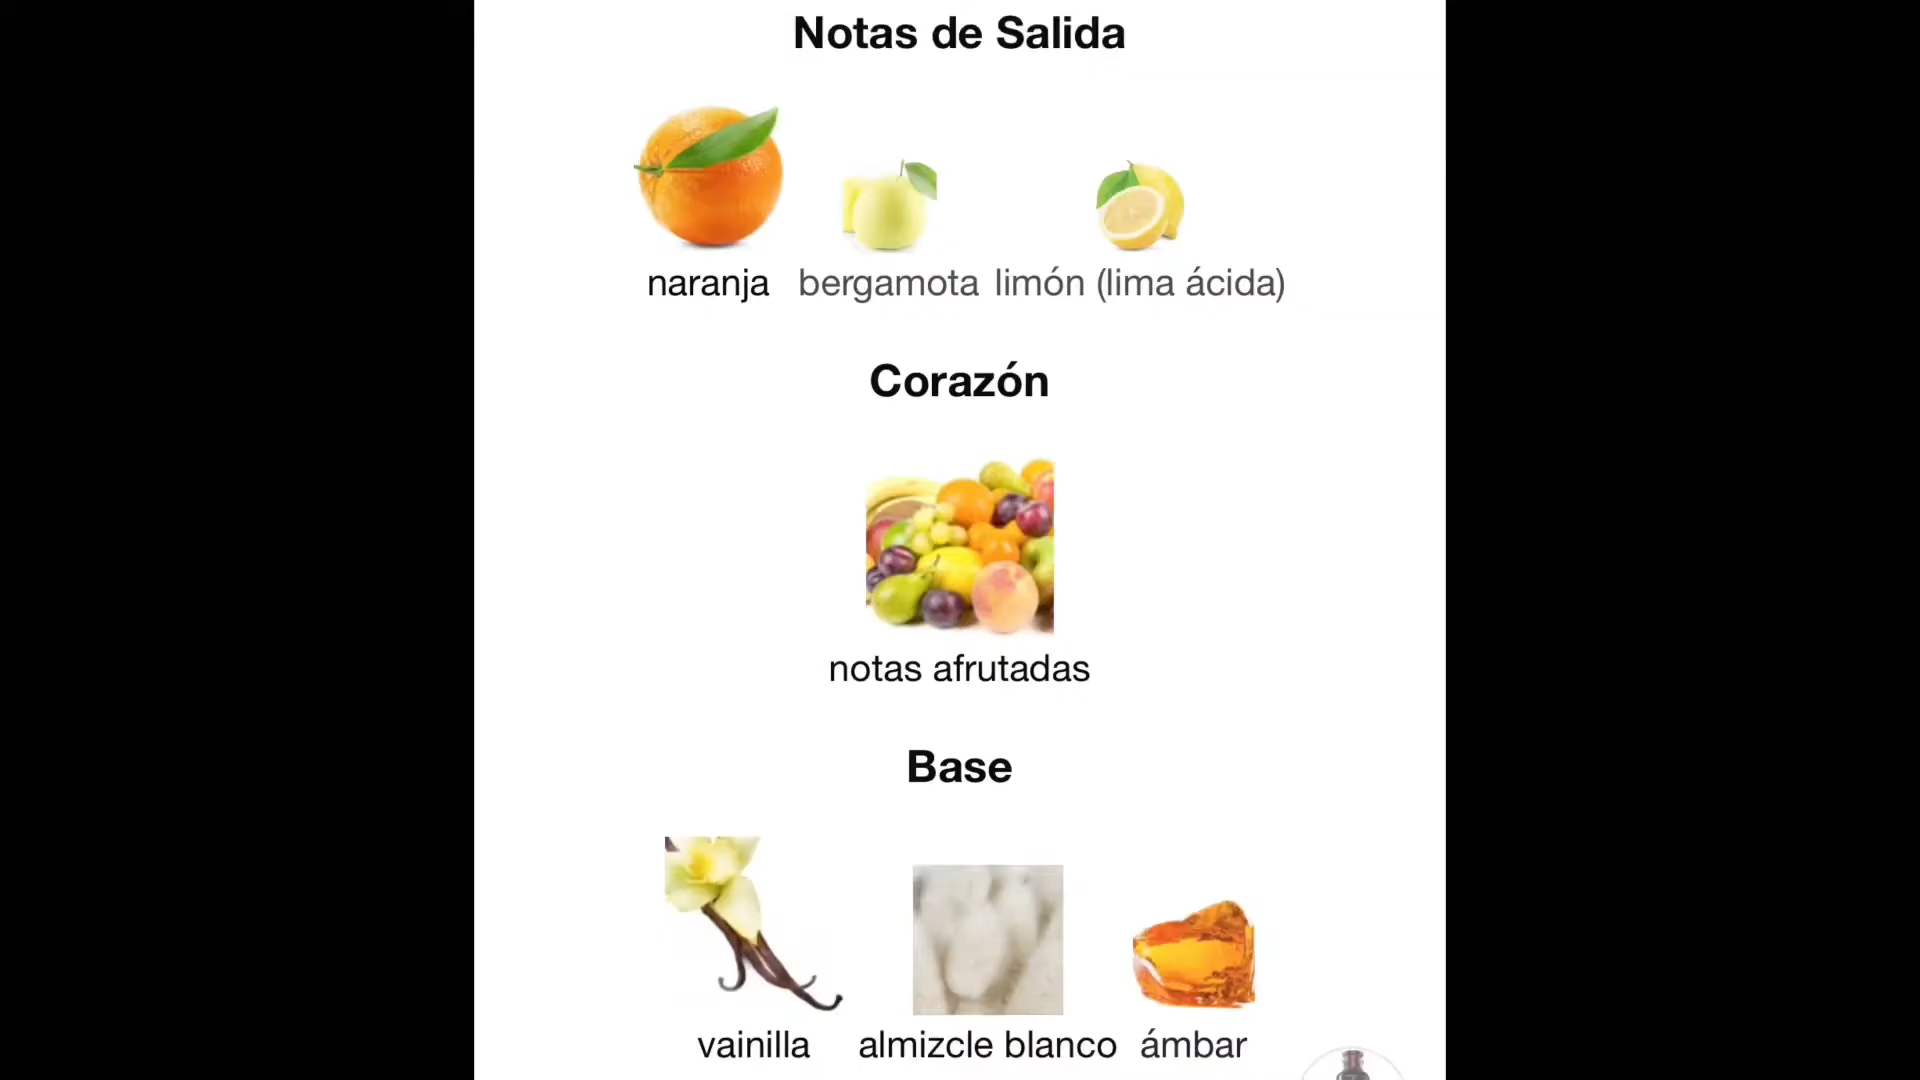 Notas de Salida
naranja bergamota limón (lima ácida)
Corazón
notas afrutadas
Base
vainilla almizcle blanco ámbar